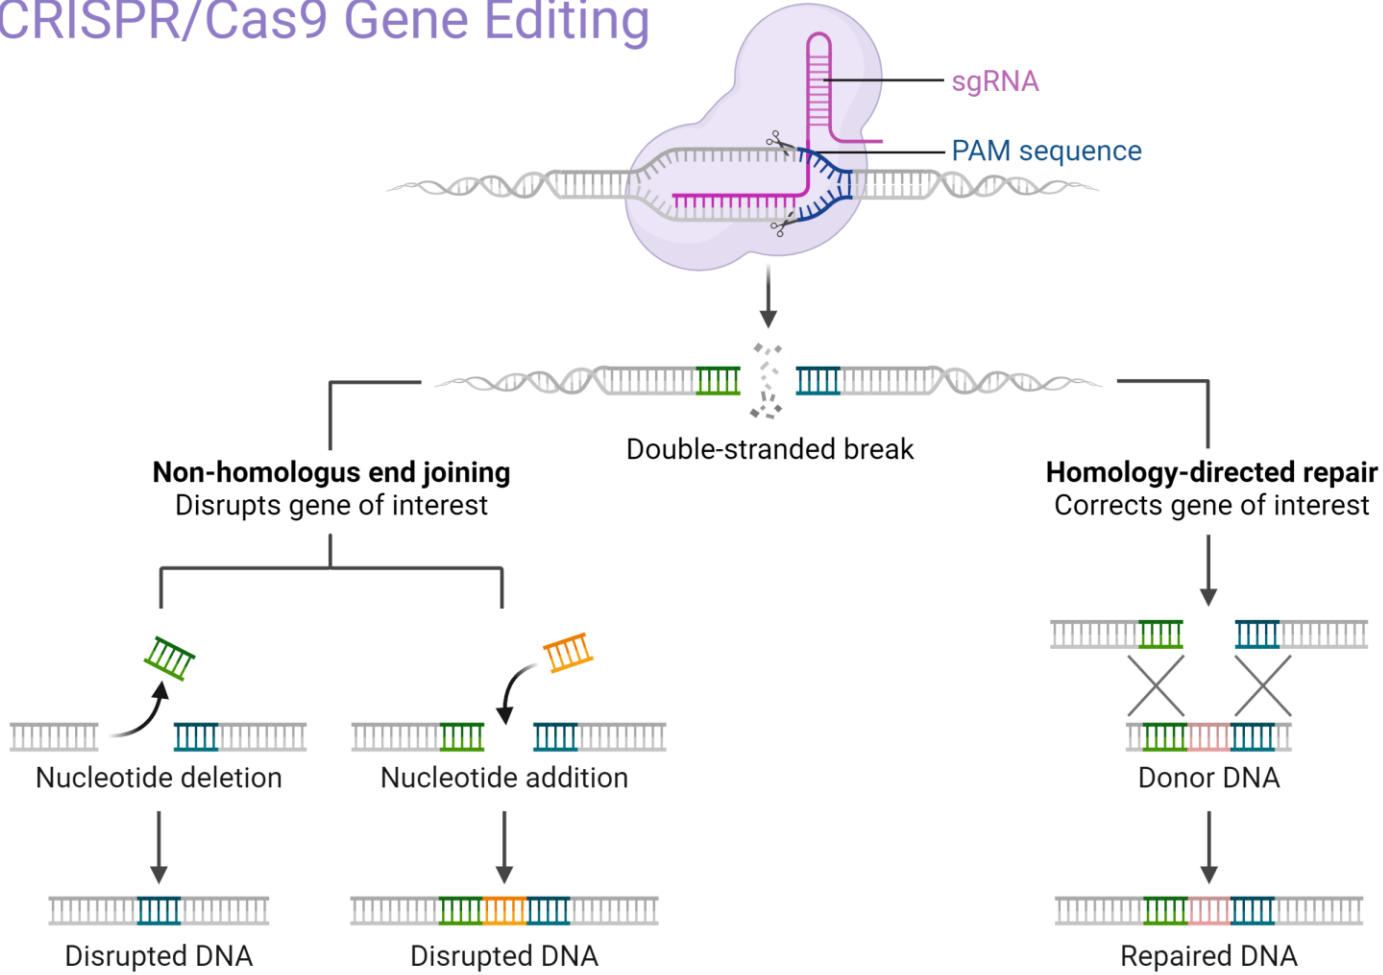 CRISPR/Cas9 Gene Editing
sgRNA
PAM sequence
Double-stranded break
Non-homologus end joining
Disrupts gene of interest
Homology-directed repair
Corrects gene of interest
Nucleotide deletion
Nucleotide addition
Donor DNA
Disrupted DNA
Disrupted DNA
Repaired DNA